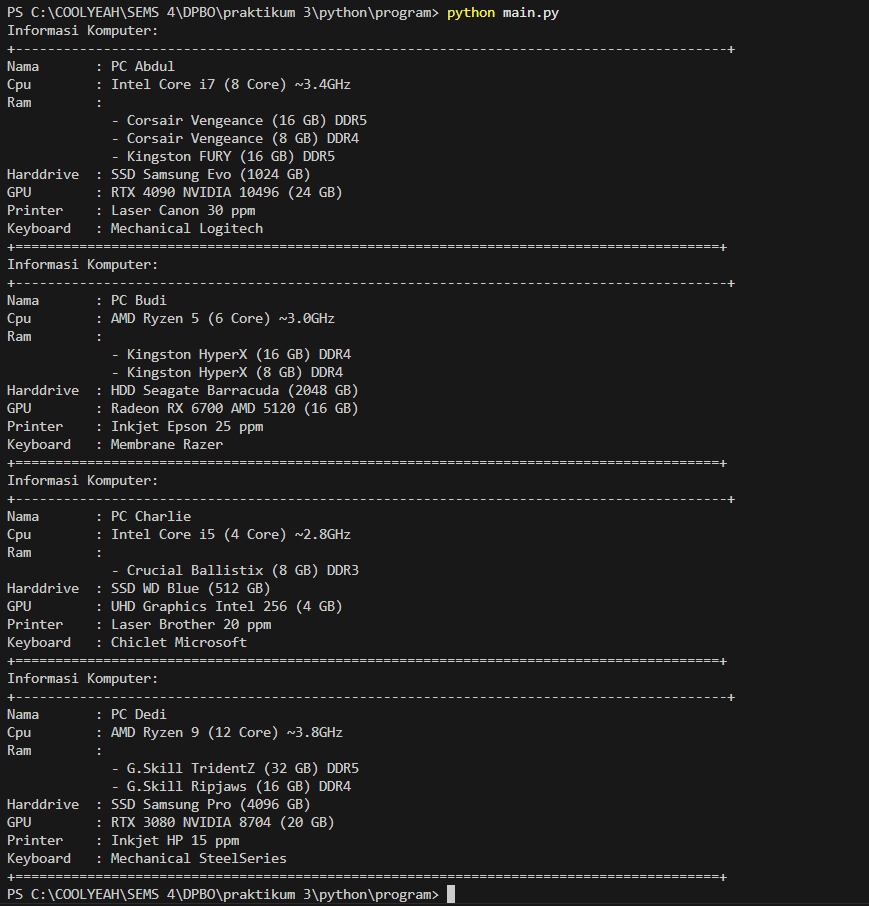 PS C:\COOLYEAH\SEMS 4\DPBO\praktikum 3\python\program> python main.py
Informasi Komputer:
+-----------------------------------------------------------------------------------------+
Nama       : PC Abdul
Cpu        : Intel Core i7 (8 Core) ~3.4GHz
Ram        :
             - Corsair Vengeance (16 GB) DDR5
             - Corsair Vengeance (8 GB) DDR4
             - Kingston FURY (16 GB) DDR5
Harddrive  : SSD Samsung Evo (1024 GB)
GPU        : RTX 4090 NVIDIA 10496 (24 GB)
Printer    : Laser Canon 30 ppm
Keyboard   : Mechanical Logitech
+========================================================================================+
Informasi Komputer:
+-----------------------------------------------------------------------------------------+
Nama       : PC Budi
Cpu        : AMD Ryzen 5 (6 Core) ~3.0GHz
Ram        :
             - Kingston HyperX (16 GB) DDR4
             - Kingston HyperX (8 GB) DDR4
Harddrive  : HDD Seagate Barracuda (2048 GB)
GPU        : Radeon RX 6700 AMD 5120 (16 GB)
Printer    : Inkjet Epson 25 ppm
Keyboard   : Membrane Razer
+========================================================================================+
Informasi Komputer:
+-----------------------------------------------------------------------------------------+
Nama       : PC Charlie
Cpu        : Intel Core i5 (4 Core) ~2.8GHz
Ram        :
             - Crucial Ballistix (8 GB) DDR3
Harddrive  : SSD WD Blue (512 GB)
GPU        : UHD Graphics Intel 256 (4 GB)
Printer    : Laser Brother 20 ppm
Keyboard   : Chiclet Microsoft
+========================================================================================+
Informasi Komputer:
+-----------------------------------------------------------------------------------------+
Nama       : PC Dedi
Cpu        : AMD Ryzen 9 (12 Core) ~3.8GHz
Ram        :
             - G.Skill TridentZ (32 GB) DDR5
             - G.Skill Ripjaws (16 GB) DDR4
Harddrive  : SSD Samsung Pro (4096 GB)
GPU        : RTX 3080 NVIDIA 8704 (20 GB)
Printer    : Inkjet HP 15 ppm
Keyboard   : Mechanical SteelSeries
+========================================================================================+
PS C:\COOLYEAH\SEMS 4\DPBO\praktikum 3\python\program>